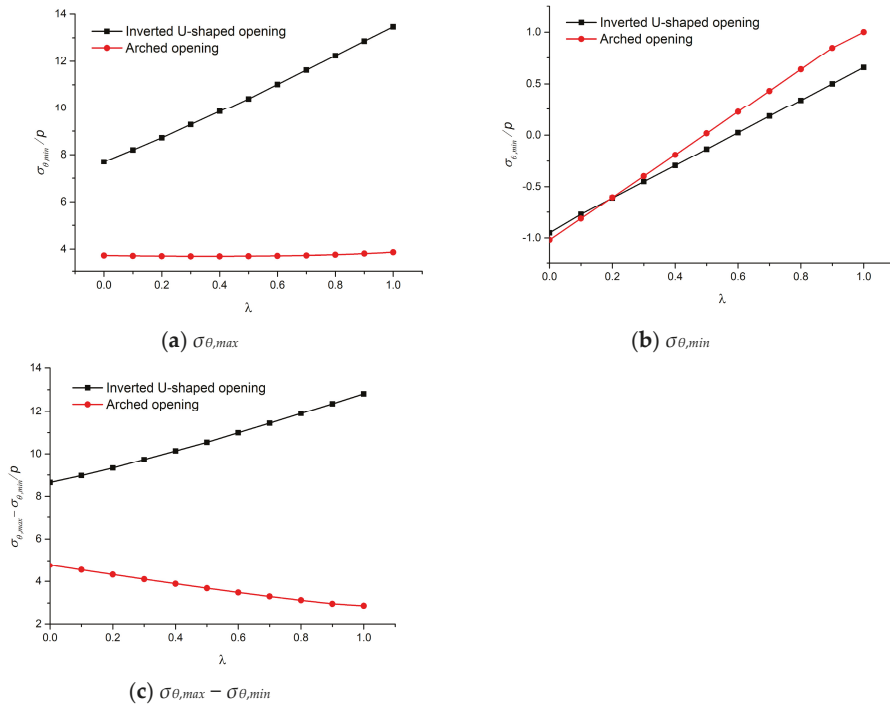 14
12
10
8
6
4
σθ,min/p
Inverted U-shaped opening
Arched opening
0.0 0.2 0.4 0.6 0.8 1.0
λ
(a) σθ,max
1.0
0.5
0.0
-0.5
-1.0
σ6,min/p
Inverted U-shaped opening
Arched opening
0.0 0.2 0.4 0.6 0.8 1.0
λ
(b) σθ,min
14
12
10
8
6
4
2
σθ,max − σθ,min/p
Inverted U-shaped opening
Arched opening
0.0 0.2 0.4 0.6 0.8 1.0
λ
(c) σθ,max − σθ,min